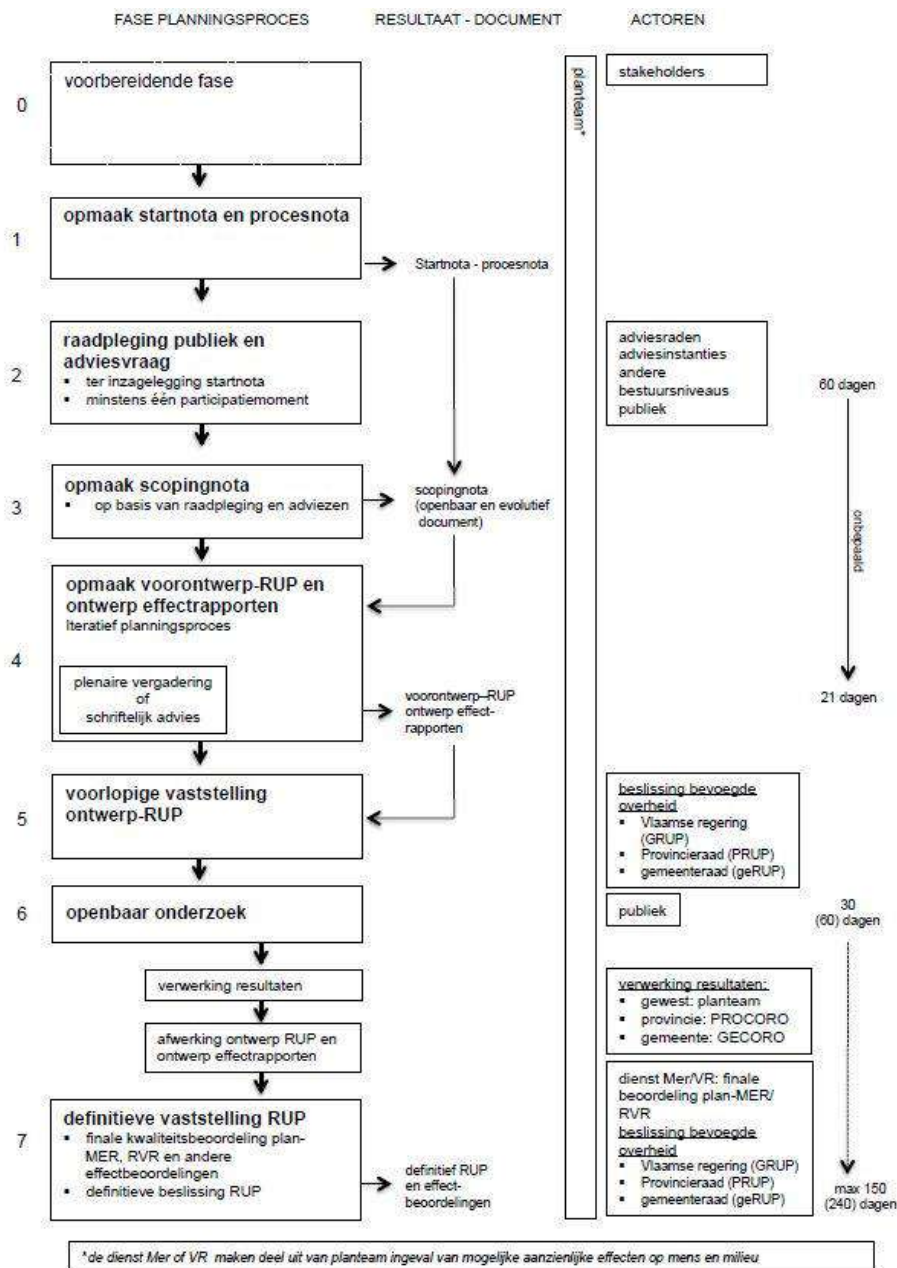 FASE PLANNINGSPROCES
RESULTAAT - DOCUMENT
ACTOREN
0
voorbereidende fase
planteam*
stakeholders
1
opmaak startnota en procesnota
Startnota - procesnota
2
raadpleging publiek en
adviesvraag
▪ ter inzagelegging startnota
▪ minstens één participatiemoment
adviesraden
adviesinstanties
andere
bestuursniveaus
publiek
60 dagen
3
opmaak scopingnota
▪ op basis van raadpleging en adviezen
scopingnota
(openbaar en evolutief
document)
onbepaald
4
opmaak voorontwerp-RUP en
ontwerp effectrapporten
Iteratief planningsproces
plenaire vergadering
of
schriftelijk advies
voorontwerp–RUP
ontwerp effect-
rapporten
21 dagen
5
voorlopige vaststelling
ontwerp-RUP
beslissing bevoegde
overheid
▪ Vlaamse regering
(GRUP)
▪ Provincieraad (PRUP)
▪ gemeenteraad (geRUP)
6
openbaar onderzoek
publiek
30
(60) dagen
verwerking resultaten
verwerking resultaten:
▪ gewest: planteam
▪ provincie: PROCORO
▪ gemeente: GECORO
afwerking ontwerp RUP en
ontwerp effectrapporten
7
definitieve vaststelling RUP
▪ finale kwaliteitsbeoordeling plan-
MER, RVR en andere
effectbeoordelingen
▪ definitieve beslissing RUP
definitief RUP
en effect-
beoordelingen
dienst Mer/VR: finale
beoordeling plan-MER/
RVR
beslissing bevoegde
overheid
▪ Vlaamse regering (GRUP)
▪ Provincieraad (PRUP)
▪ gemeenteraad (geRUP)
max 150
(240) dagen
*de dienst Mer of VR maken deel uit van planteam ingeval van mogelijke aanzienlijke effecten op mens en milieu